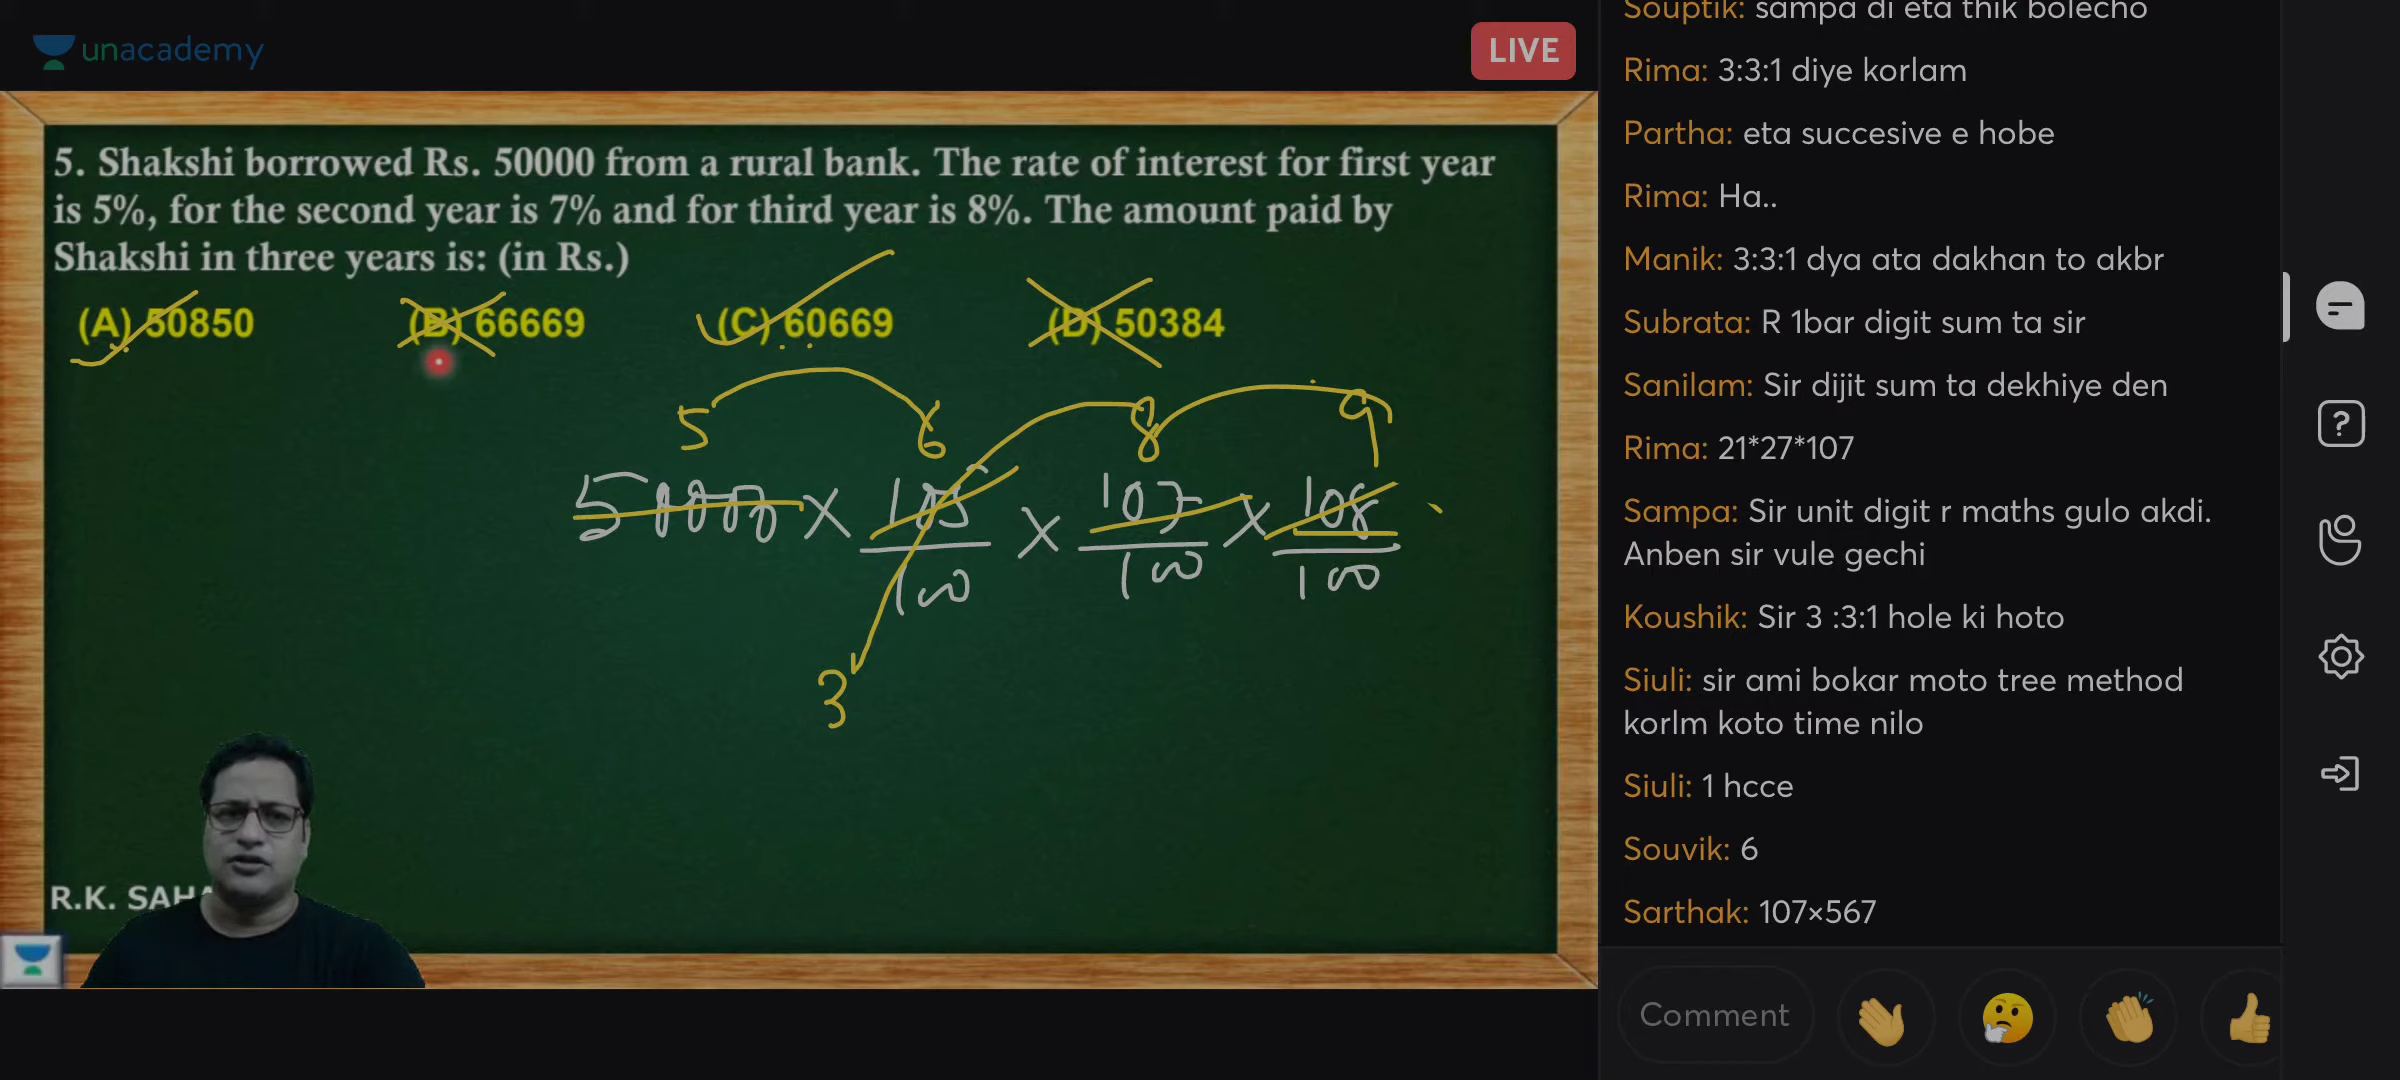 unacademy
LIVE
5. Shakshi borrowed Rs. 50000 from a rural bank. The rate of interest for first year
is 5%, for the second year is 7% and for third year is 8%. The amount paid by
Shakshi in three years is: (in Rs.)
(A) 50850 (B) 66669 (C) 60669 (D) 50384
5 6 8 9
50000 × 105/100 × 107/100 × 108/100
3
R.K. SAHA
Souptik: sampa di eta thik bolecho
Rima: 3:3:1 diye korlam
Partha: eta succesive e hobe
Rima: Ha..
Manik: 3:3:1 dya ata dakhan to akbr
Subrata: R 1bar digit sum ta sir
Sanilam: Sir dijit sum ta dekhiye den
Rima: 21*27*107
Sampa: Sir unit digit r maths gulo akdi.
Anben sir vule gechi
Koushik: Sir 3 :3:1 hole ki hoto
Siuli: sir ami bokar moto tree method
korlm koto time nilo
Siuli: 1 hcce
Souvik: 6
Sarthak: 107×567
Comment